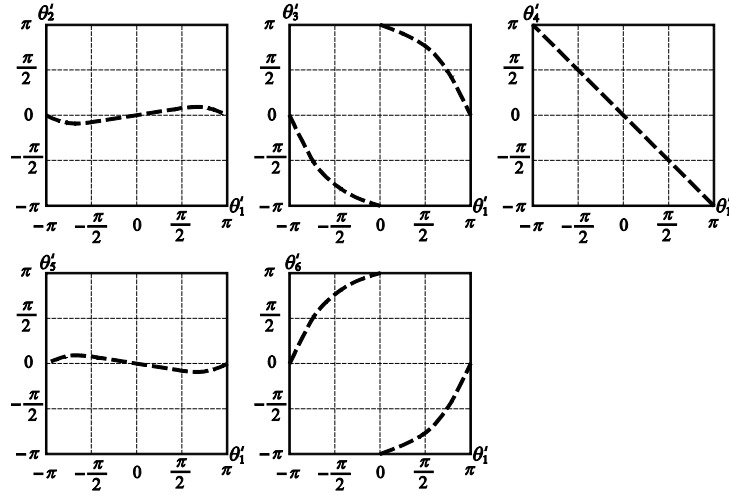 θ′₂ θ′₃ θ′₄
π π π
π/2 π/2 π/2
0 0 0
−π/2 −π/2 −π/2
−π θ′₁ −π θ′₁ −π θ′₁
−π −π/2 0 π/2 π −π −π/2 0 π/2 π −π −π/2 0 π/2 π
θ′₅ θ′₆
π π
π/2 π/2
0 0
−π/2 −π/2
−π θ′₁ −π θ′₁
−π −π/2 0 π/2 π −π −π/2 0 π/2 π